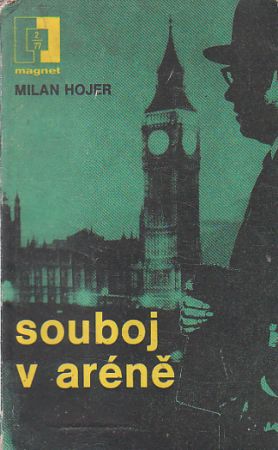 2
77
magnet
MILAN HOJER
souboj
v aréně